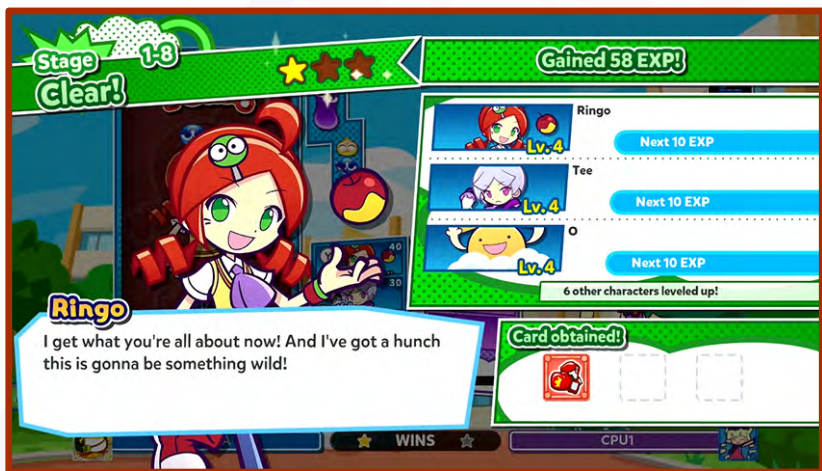 Stage 1-8
Clear!
Gained 58 EXP!
Ringo
Lv. 4
Next 10 EXP
Tee
Lv. 4
Next 10 EXP
O
Lv. 4
Next 10 EXP
6 other characters leveled up!
40
30
Ringo
I get what you're all about now! And I've got a hunch
this is gonna be something wild!
Card obtained!
WINS
CPU1